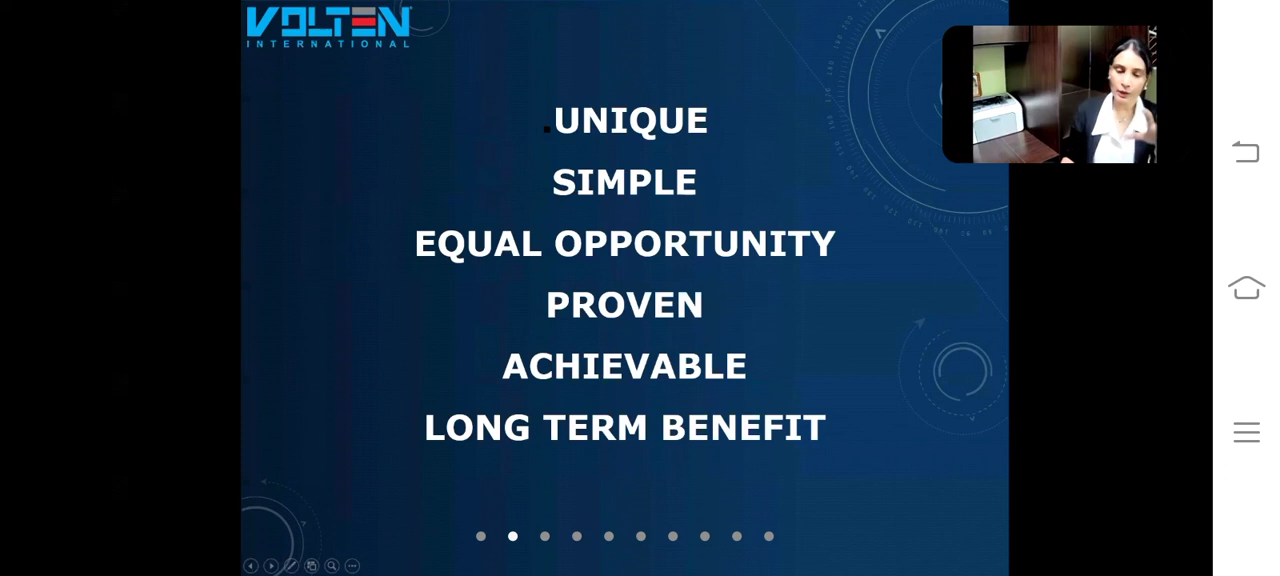 VOLTEN
INTERNATIONAL
.UNIQUE
SIMPLE
EQUAL OPPORTUNITY
PROVEN
ACHIEVABLE
LONG TERM BENEFIT